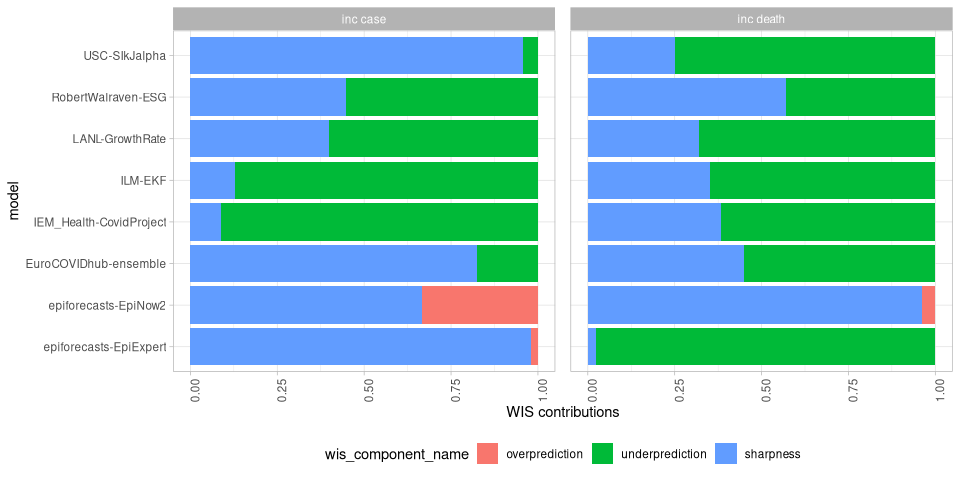 inc case
inc death
model
USC-SIkJalpha
RobertWalraven-ESG
LANL-GrowthRate
ILM-EKF
IEM_Health-CovidProject
EuroCOVIDhub-ensemble
epiforecasts-EpiNow2
epiforecasts-EpiExpert
0.00 0.25 0.50 0.75 1.00
0.00 0.25 0.50 0.75 1.00
WIS contributions
wis_component_name overprediction underprediction sharpness